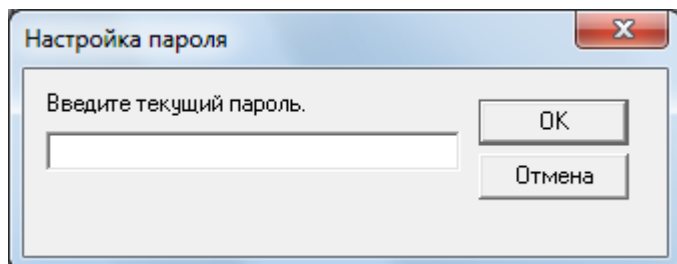 Настройка пароля
Введите текущий пароль.
OK
Отмена